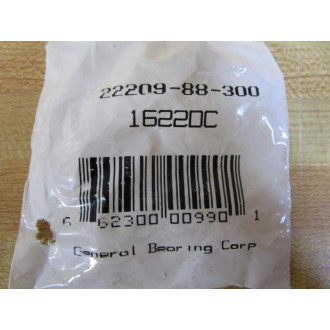 22209-88-300
1622DC
6 62300 00990 1
General Bearing Corp